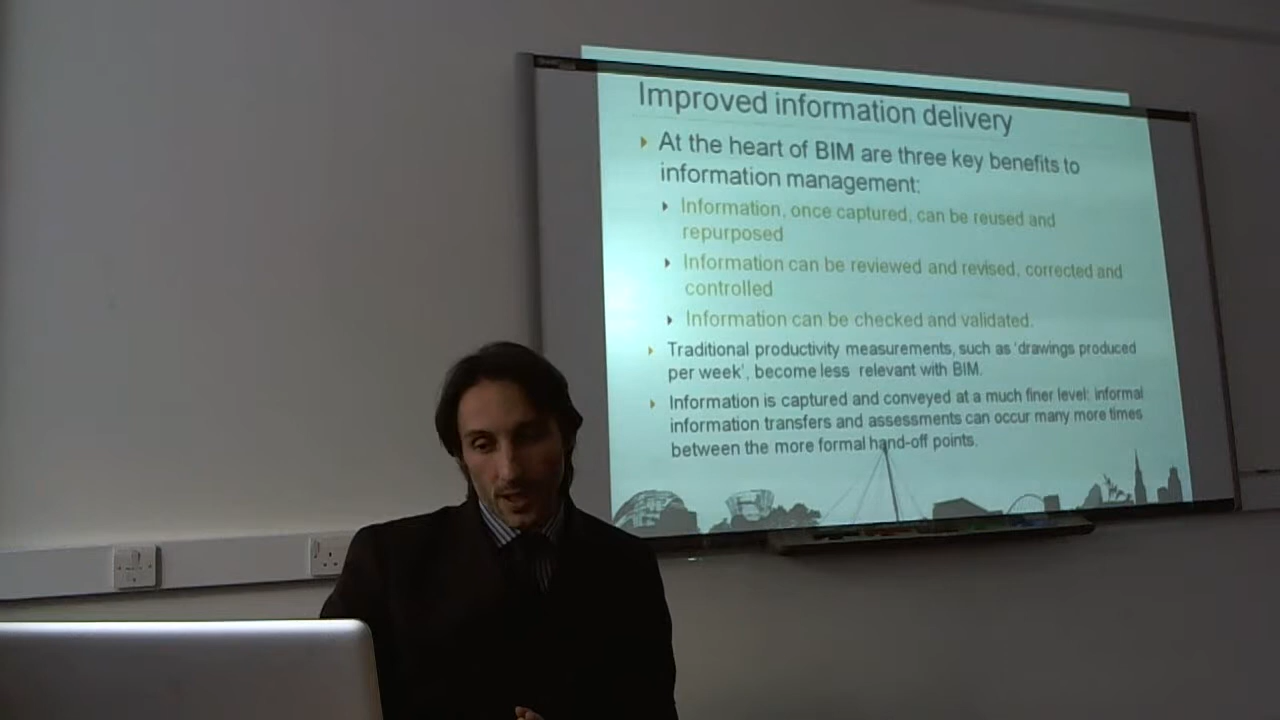 Improved information delivery
At the heart of BIM are three key benefits to
information management:
Information, once captured, can be reused and
repurposed
Information can be reviewed and revised, corrected and
controlled
Information can be checked and validated.
Traditional productivity measurements, such as 'drawings produced
per week', become less relevant with BIM.
Information is captured and conveyed at a much finer level: informal
information transfers and assessments can occur many more times
between the more formal hand-off points.